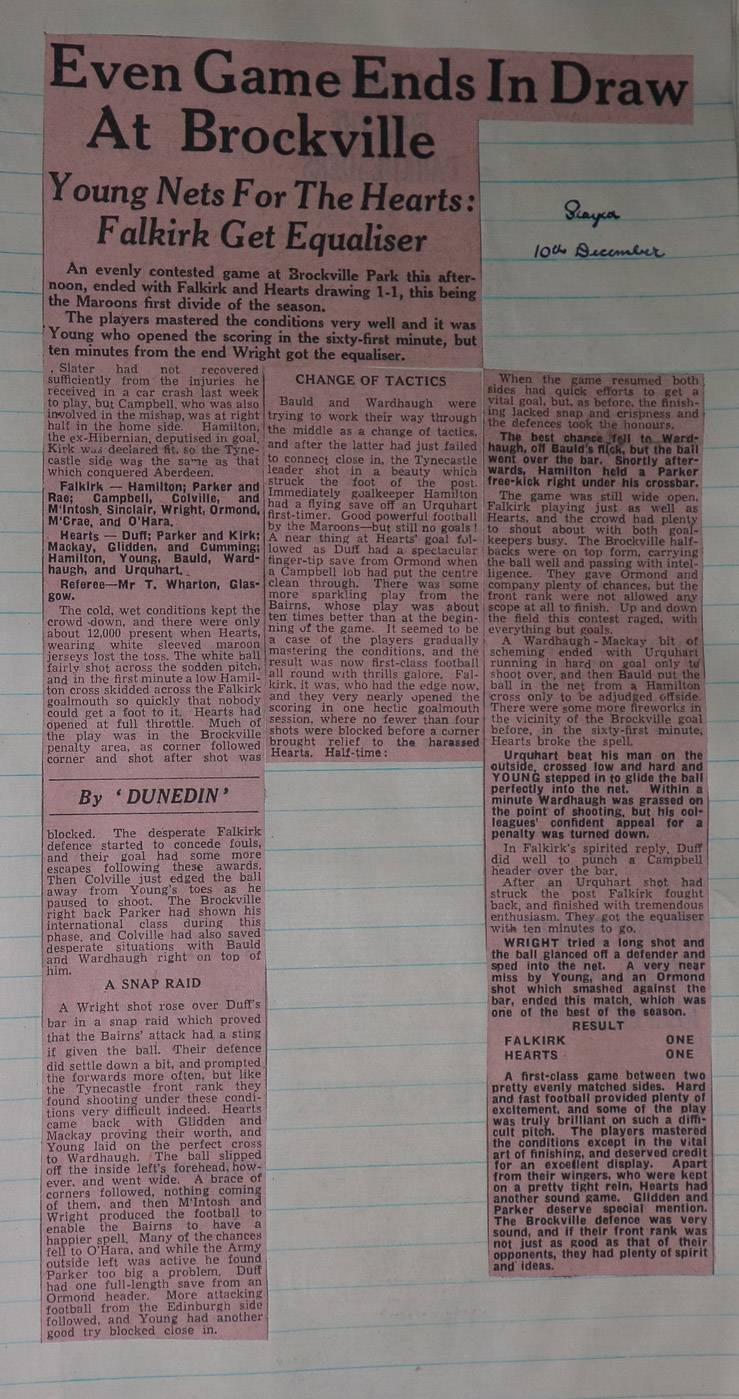 Even Game Ends In Draw
At Brockville
Young Nets For The Hearts:
Falkirk Get Equaliser
10th December
An evenly contested game at Brockville Park this after-
noon, ended with Falkirk and Hearts drawing 1-1, this being
the Maroons first divide of the season.
The players mastered the conditions very well and it was
Young who opened the scoring in the sixty-first minute, but
ten minutes from the end Wright got the equaliser.
Slater had not recovered
sufficiently from the injuries he
received in a car crash last week
to play, but Campbell, who was also
involved in the mishap, was at right
half in the home side. Hamilton,
the ex-Hibernian, deputised in goal.
Kirk was declared fit, so the Tyne-
castle side was the same as that
which conquered Aberdeen.
Falkirk — Hamilton; Parker and
Rae; Campbell, Colville, and
M'Intosh, Sinclair, Wright, Ormond,
M'Crae, and O'Hara.
Hearts — Duff; Parker and Kirk;
Mackay, Glidden, and Cumming;
Hamilton, Young, Bauld, Ward-
haugh, and Urquhart.
Referee—Mr T. Wharton, Glas-
gow.
The cold, wet conditions kept the
crowd down, and there were only
about 12,000 present when Hearts,
wearing white sleeved maroon
jerseys lost the toss. The white ball
fairly shot across the sodden pitch,
and in the first minute a low Hamil-
ton cross skidded across the Falkirk
goalmouth so quickly that nobody
could get a foot to it. Hearts had
opened at full throttle. Much of
the play was in the Brockville
penalty area, as corner followed
corner and shot after shot was
By 'DUNEDIN'
blocked. The desperate Falkirk
defence started to concede fouls,
and their goal had some more
escapes following these awards.
Then Colville just edged the ball
away from Young's toes as he
paused to shoot. The Brockville
right back Parker had shown his
international class during this
phase, and Colville had also saved
desperate situations with Bauld
and Wardhaugh right on top of
him.
A SNAP RAID
A Wright shot rose over Duff's
bar in a snap raid which proved
that the Bairns' attack had a sting
if given the ball. Their defence
did settle down a bit, and prompted
the forwards more often, but like
the Tynecastle front rank they
found shooting under these condi-
tions very difficult indeed. Hearts
came back with Glidden and
Mackay proving their worth, and
Young laid on the perfect cross
to Wardhaugh. The ball slipped
off the inside left's forehead, how-
ever, and went wide. A brace of
corners followed, nothing coming
of them, and then M'Intosh and
Wright produced the football to
enable the Bairns to have a
happier spell. Many of the chances
fell to O'Hara, and while the Army
outside left was active he found
Parker too big a problem. Duff
had one full-length save from an
Ormond header. More attacking
football from the Edinburgh side
followed, and Young had another
good try blocked close in.
CHANGE OF TACTICS
Bauld and Wardhaugh were
trying to work their way through
the middle as a change of tactics,
and after the latter had just failed
to connect close in, the Tynecastle
leader shot in a beauty which
struck the foot of the post.
Immediately goalkeeper Hamilton
had a flying save off an Urquhart
first-timer. Good powerful football
by the Maroons—but still no goals!
A near thing at Hearts' goal fol-
lowed as Duff had a spectacular
finger-tip save from Ormond when
a Campbell lob had put the centre
clean through. There was some
more sparkling play from the
Bairns, whose play was about
ten times better than at the begin-
ning of the game. It seemed to be
a case of the players gradually
mastering the conditions, and the
result was now first-class football
all round with thrills galore. Fal-
kirk, it was, who had the edge now,
and they very nearly opened the
scoring in one hectic goalmouth
session, where no fewer than four
shots were blocked before a corner
brought relief to the harassed
Hearts. Half-time:
When the game resumed both
sides had quick efforts to get a
vital goal, but, as before, the finish-
ing lacked snap and crispness and
the defences took the honours.
The best chance fell to Ward-
haugh, off Bauld's flick, but the ball
went over the bar. Shortly after-
wards, Hamilton held a Parker
free-kick right under his crossbar.
The game was still wide open,
Falkirk playing just as well as
Hearts, and the crowd had plenty
to shout about with both goal-
keepers busy. The Brockville half-
backs were on top form, carrying
the ball well and passing with intel-
ligence. They gave Ormond and
company plenty of chances, but the
front rank were not allowed any
scope at all to finish. Up and down
the field this contest raged, with
everything but goals.
A Wardhaugh-Mackay bit of
scheming ended with Urquhart
running in hard on goal only to
shoot over, and then Bauld put the
ball in the net from a Hamilton
cross only to be adjudged offside.
There were some more fireworks in
the vicinity of the Brockville goal
before, in the sixty-first minute,
Hearts broke the spell.
Urquhart beat his man on the
outside, crossed low and hard and
YOUNG stepped in to glide the ball
perfectly into the net. Within a
minute Wardhaugh was grassed on
the point of shooting, but his col-
leagues' confident appeal for a
penalty was turned down.
In Falkirk's spirited reply, Duff
did well to punch a Campbell
header over the bar.
After an Urquhart shot had
struck the post Falkirk fought
back, and finished with tremendous
enthusiasm. They got the equaliser
with ten minutes to go.
WRIGHT tried a long shot and
the ball glanced off a defender and
sped into the net. A very near
miss by Young, and an Ormond
shot which smashed against the
bar, ended this match, which was
one of the best of the season.
RESULT
FALKIRK ONE
HEARTS ONE
A first-class game between two
pretty evenly matched sides. Hard
and fast football provided plenty of
excitement, and some of the play
was truly brilliant on such a diffi-
cult pitch. The players mastered
the conditions except in the vital
art of finishing, and deserved credit
for an excellent display. Apart
from their wingers, who were kept
on a pretty tight rein, Hearts had
another sound game. Glidden and
Parker deserve special mention.
The Brockville defence was very
sound, and if their front rank was
not just as good as that of their
opponents, they had plenty of spirit
and ideas.